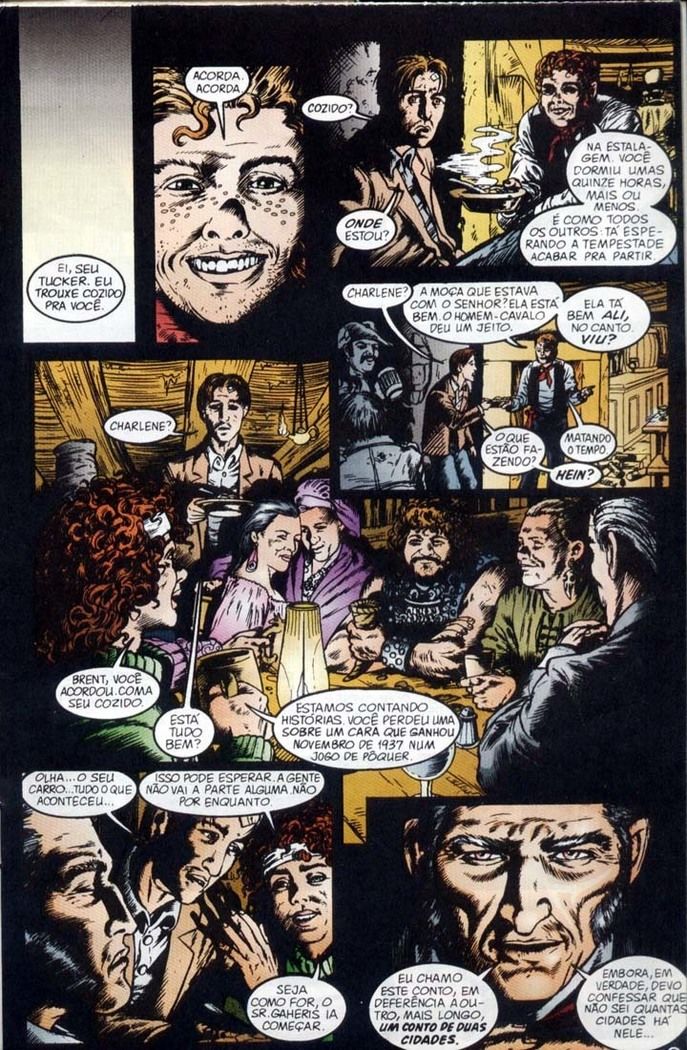 EI, SEU
TUCKER. EU
TROUXE COZIDO
PRA VOCÊ.
ACORDA.
ACORDA.
COZIDO?
ONDE
ESTOU?
NA ESTALA-
GEM. VOCÊ
DORMIU UMAS
QUINZE HORAS,
MAIS OU
MENOS.
É COMO TODOS
OS OUTROS: TÁ ESPE-
RANDO A TEMPESTADE
ACABAR PRA PARTIR.
CHARLENE?
A MOÇA QUE ESTAVA
COM O SENHOR? ELA ESTÁ
BEM. O HOMEM-CAVALO
DEU UM JEITO.
ELA TÁ
BEM ALI,
NO CANTO.
VIU?
O QUE
ESTÃO FA-
ZENDO?
MATANDO
O TEMPO.
HEIN?
CHARLENE?
BRENT, VOCÊ
ACORDOU. COMA
SEU COZIDO.
ESTÁ
TUDO
BEM?
ESTAMOS CONTANDO
HISTÓRIAS. VOCÊ PERDEU UMA
SOBRE UM CARA QUE GANHOU
NOVEMBRO DE 1937 NUM
JOGO DE PÔQUER.
OLHA... O SEU
CARRO... TUDO O QUE
ACONTECEU...
ISSO PODE ESPERAR. A GENTE
NÃO VAI A PARTE ALGUMA. NÃO
POR ENQUANTO.
SEJA
COMO FOR, O
SR. GAHERIS IA
COMEÇAR.
EU CHAMO
ESTE CONTO, EM
DEFERÊNCIA A OU-
TRO, MAIS LONGO,
UM CONTO DE DUAS
CIDADES.
EMBORA, EM
VERDADE, DEVO
CONFESSAR QUE
NÃO SEI QUANTAS
CIDADES HÁ
NELE...